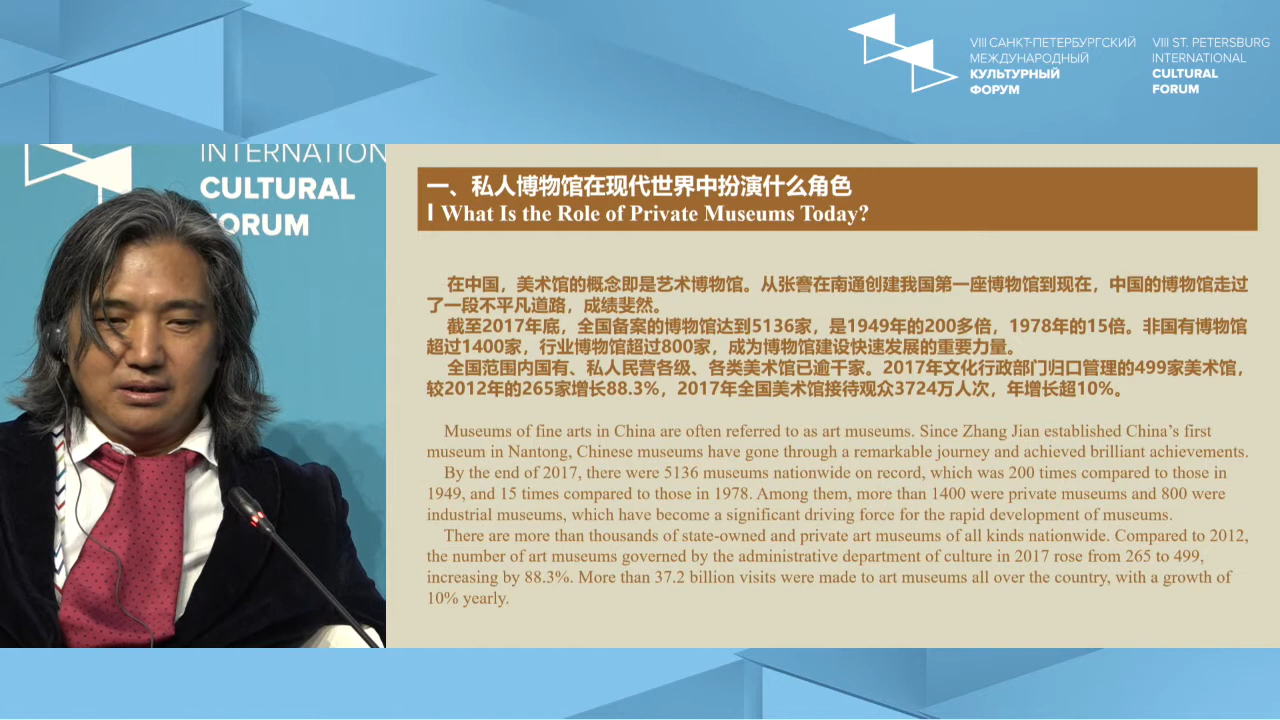 VIII САНКТ-ПЕТЕРБУРГСКИЙ
МЕЖДУНАРОДНЫЙ
КУЛЬТУРНЫЙ
ФОРУМ
VIII ST. PETERSBURG
INTERNATIONAL
CULTURAL
FORUM
INTERNATION
CULTURAL
ORUM
一、私人博物馆在现代世界中扮演什么角色
I What Is the Role of Private Museums Today?
在中国，美术馆的概念即是艺术博物馆。从张謇在南通创建我国第一座博物馆到现在，中国的博物馆走过
了一段不平凡道路，成绩斐然。
截至2017年底，全国备案的博物馆达到5136家，是1949年的200多倍，1978年的15倍。非国有博物馆
超过1400家，行业博物馆超过800家，成为博物馆建设快速发展的重要力量。
全国范围内国有、私人民营各级、各类美术馆已逾千家。2017年文化行政部门归口管理的499家美术馆，
较2012年的265家增长88.3%，2017年全国美术馆接待观众3724万人次，年增长超10%。
Museums of fine arts in China are often referred to as art museums. Since Zhang Jian established China’s first
museum in Nantong, Chinese museums have gone through a remarkable journey and achieved brilliant achievements.
By the end of 2017, there were 5136 museums nationwide on record, which was 200 times compared to those in
1949, and 15 times compared to those in 1978. Among them, more than 1400 were private museums and 800 were
industrial museums, which have become a significant driving force for the rapid development of museums.
There are more than thousands of state-owned and private art museums of all kinds nationwide. Compared to 2012,
the number of art museums governed by the administrative department of culture in 2017 rose from 265 to 499,
increasing by 88.3%. More than 37.2 billion visits were made to art museums all over the country, with a growth of
10% yearly.